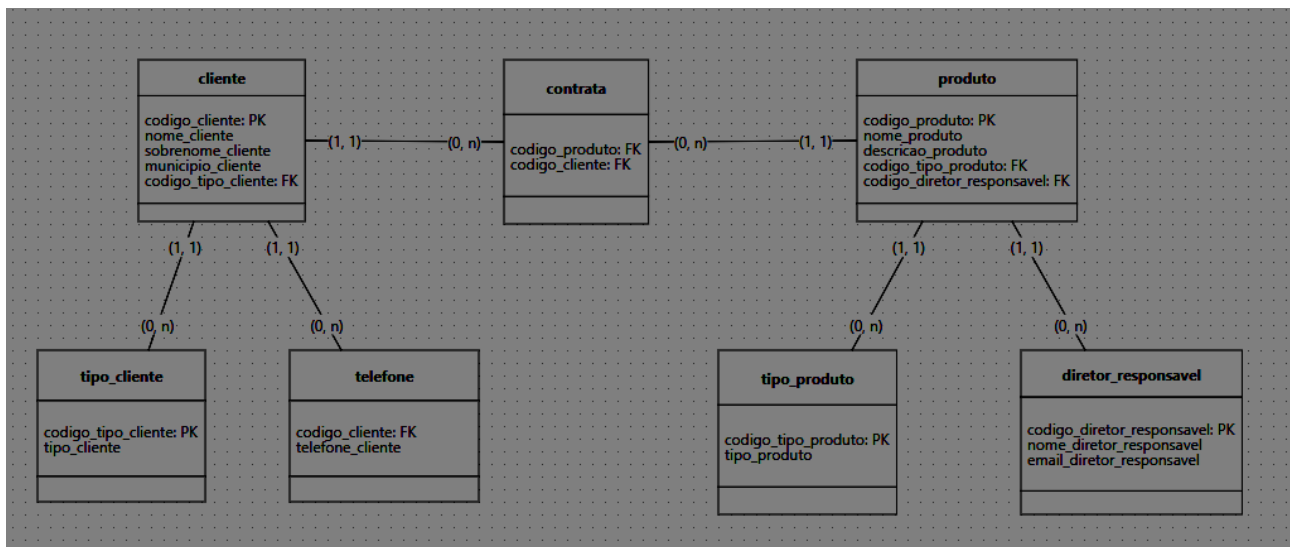 cliente
codigo_cliente: PK
nome_cliente
sobrenome_cliente
municipio_cliente
codigo_tipo_cliente: FK
(1, 1)
(0, n)
contrata
codigo_produto: FK
codigo_cliente: FK
(0, n)
(1, 1)
produto
codigo_produto: PK
nome_produto
descricao_produto
codigo_tipo_produto: FK
codigo_diretor_responsavel: FK
(1, 1)
(1, 1)
(1, 1)
(1, 1)
(0, n)
(0, n)
(0, n)
(0, n)
tipo_cliente
codigo_tipo_cliente: PK
tipo_cliente
telefone
codigo_cliente: FK
telefone_cliente
tipo_produto
codigo_tipo_produto: PK
tipo_produto
diretor_responsavel
codigo_diretor_responsavel: PK
nome_diretor_responsavel
email_diretor_responsavel